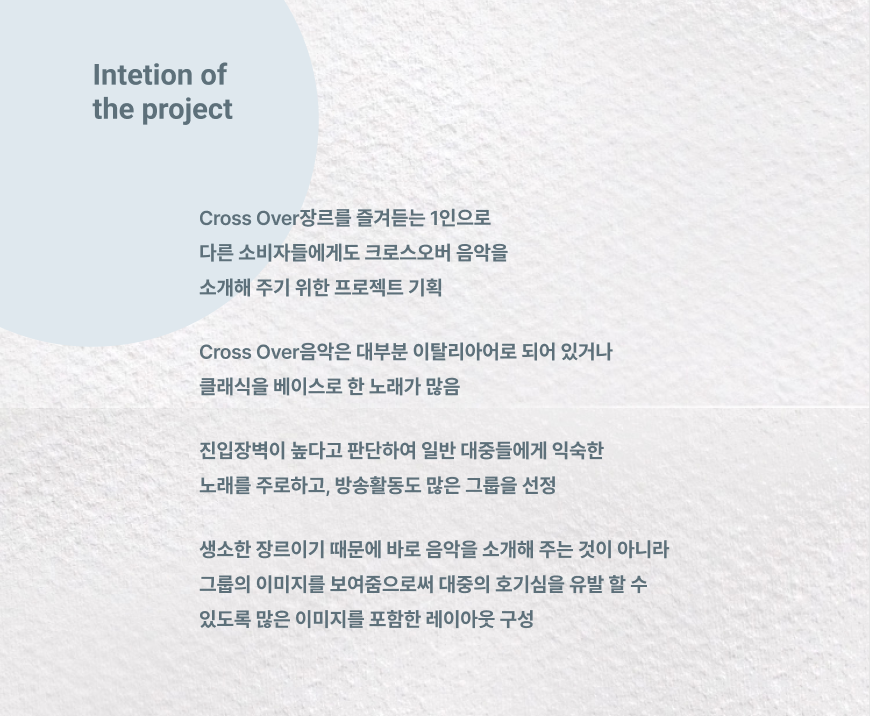 Intetion of
the project
Cross Over장르를 즐겨듣는 1인으로
다른 소비자들에게도 크로스오버 음악을
소개해 주기 위한 프로젝트 기획
Cross Over음악은 대부분 이탈리아어로 되어 있거나
클래식을 베이스로 한 노래가 많음
진입장벽이 높다고 판단하여 일반 대중들에게 익숙한
노래를 주로하고, 방송활동도 많은 그룹을 선정
생소한 장르이기 때문에 바로 음악을 소개해 주는 것이 아니라
그룹의 이미지를 보여줌으로써 대중의 호기심을 유발 할 수
있도록 많은 이미지를 포함한 레이아웃 구성